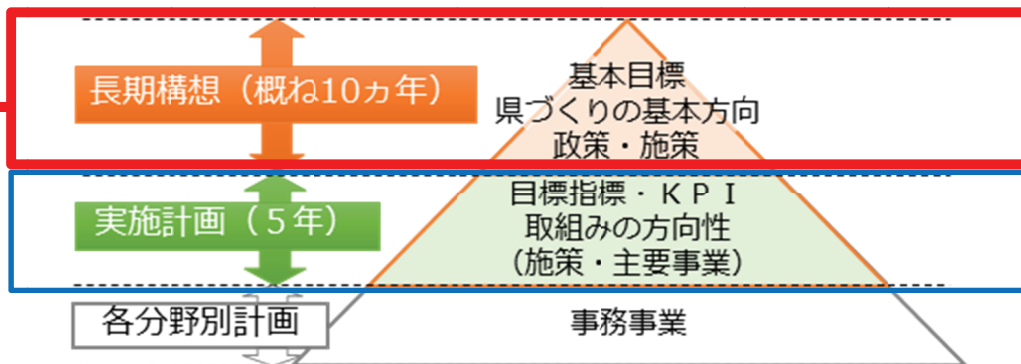 長期構想（概ね10ヵ年）
基本目標
県づくりの基本方向
政策・施策
実施計画（５年）
目標指標・ＫＰＩ
取組みの方向性
（施策・主要事業）
各分野別計画
事務事業